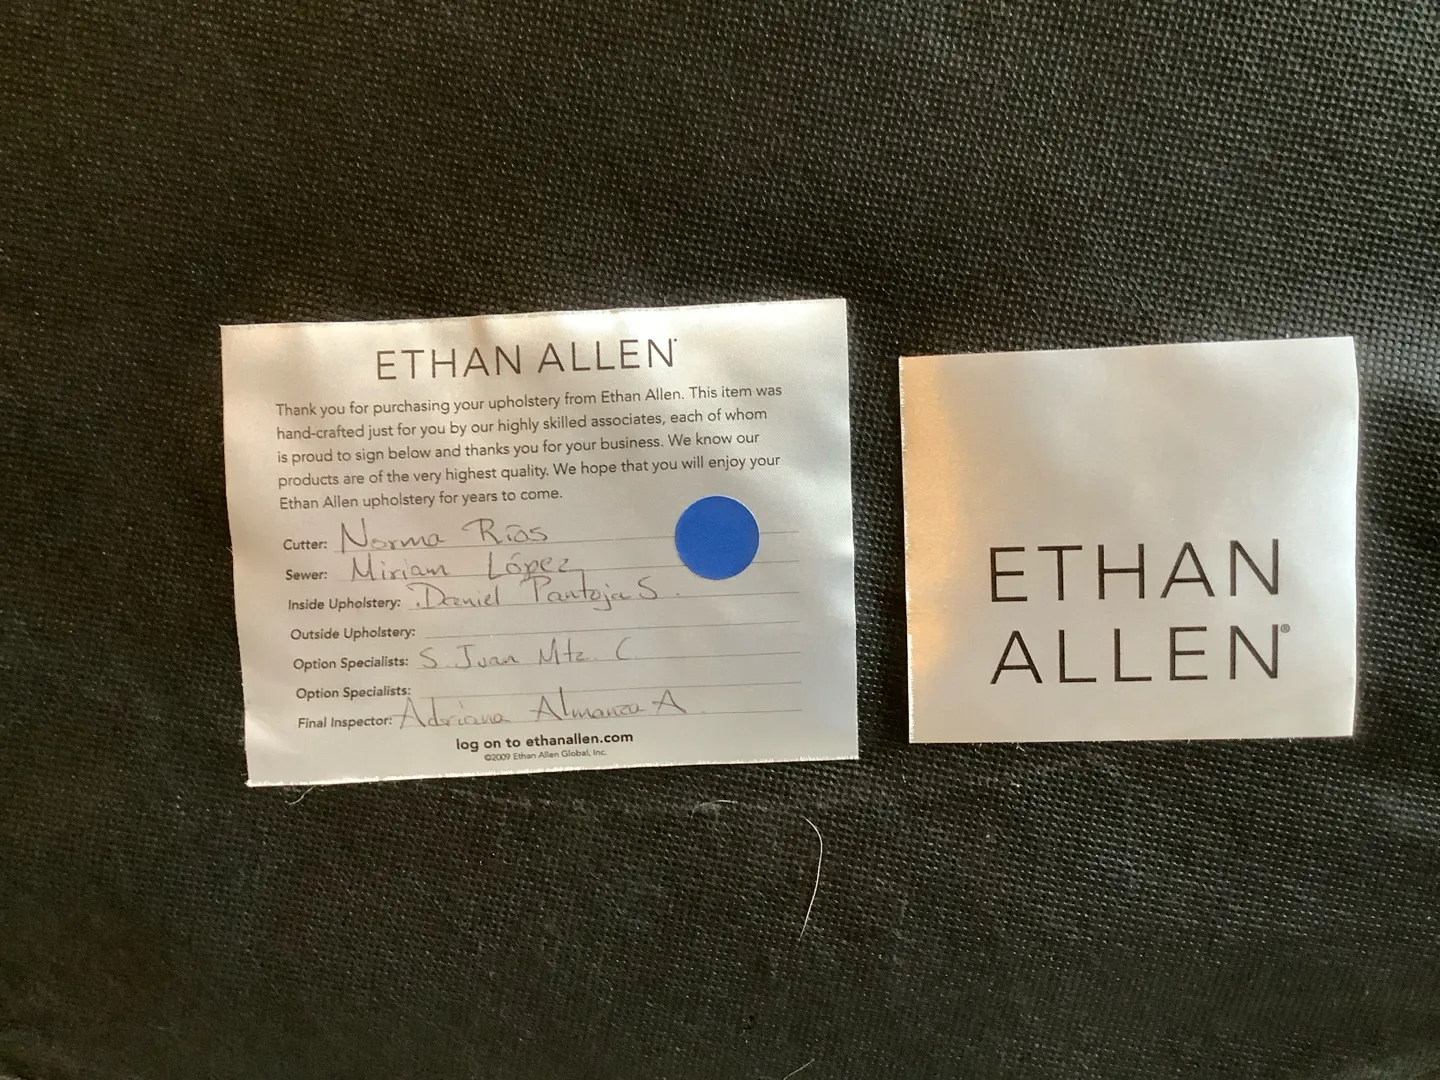 ETHAN ALLEN
Thank you for purchasing your upholstery from Ethan Allen. This item was
hand-crafted just for you by our highly skilled associates, each of whom
is proud to sign below and thanks you for your business. We know our
products are of the very highest quality. We hope that you will enjoy your
Ethan Allen upholstery for years to come.
Cutter: Norma Ríos
Sewer: Miriam López
Inside Upholstery: Daniel Pantoja S.
Outside Upholstery:
Option Specialists: S. Juan Mtz. C
Option Specialists:
Final Inspector: Adriana Almanza A.
log on to ethanallen.com
©2009 Ethan Allen Global, Inc.
ETHAN
ALLEN®